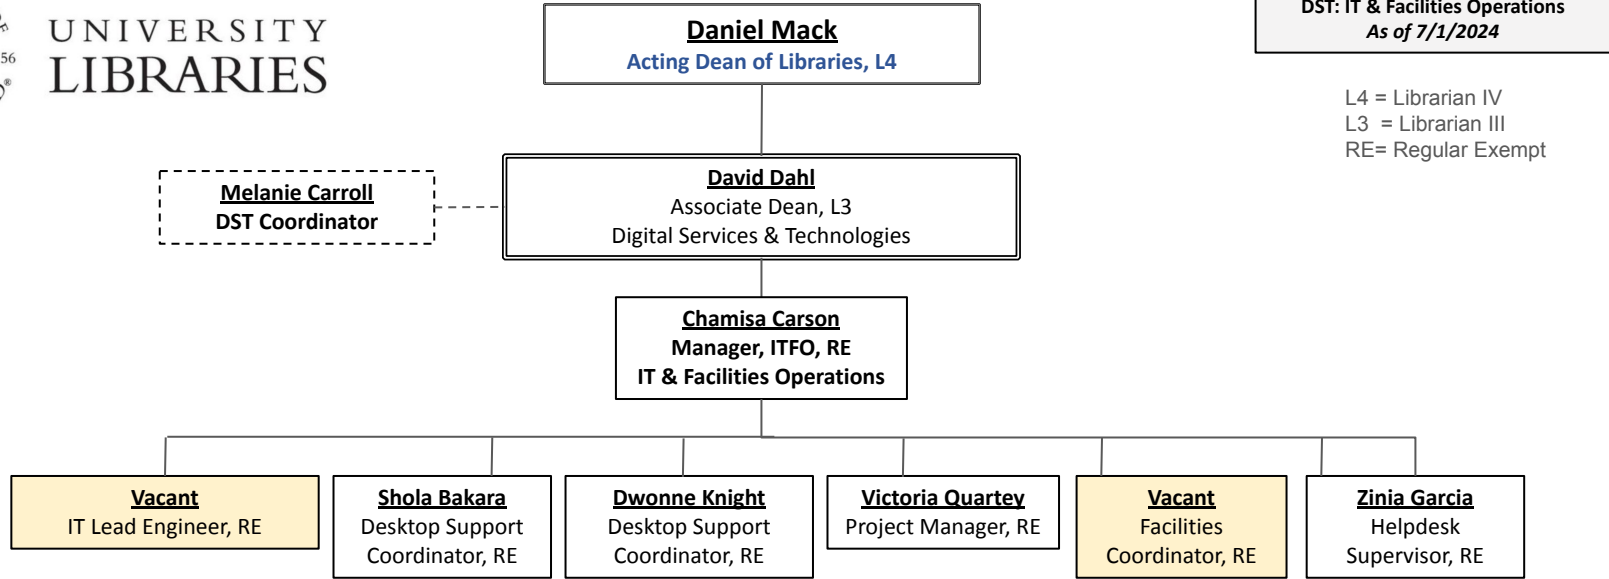 UNIVERSITY
LIBRARIES
56
Daniel Mack
Acting Dean of Libraries, L4
DST: IT & Facilities Operations
As of 7/1/2024
L4 = Librarian IV
L3 = Librarian III
RE= Regular Exempt
Melanie Carroll
DST Coordinator
David Dahl
Associate Dean, L3
Digital Services & Technologies
Chamisa Carson
Manager, ITFO, RE
IT & Facilities Operations
Vacant
IT Lead Engineer, RE
Shola Bakara
Desktop Support
Coordinator, RE
Dwonne Knight
Desktop Support
Coordinator, RE
Victoria Quartey
Project Manager, RE
Vacant
Facilities
Coordinator, RE
Zinia Garcia
Helpdesk
Supervisor, RE